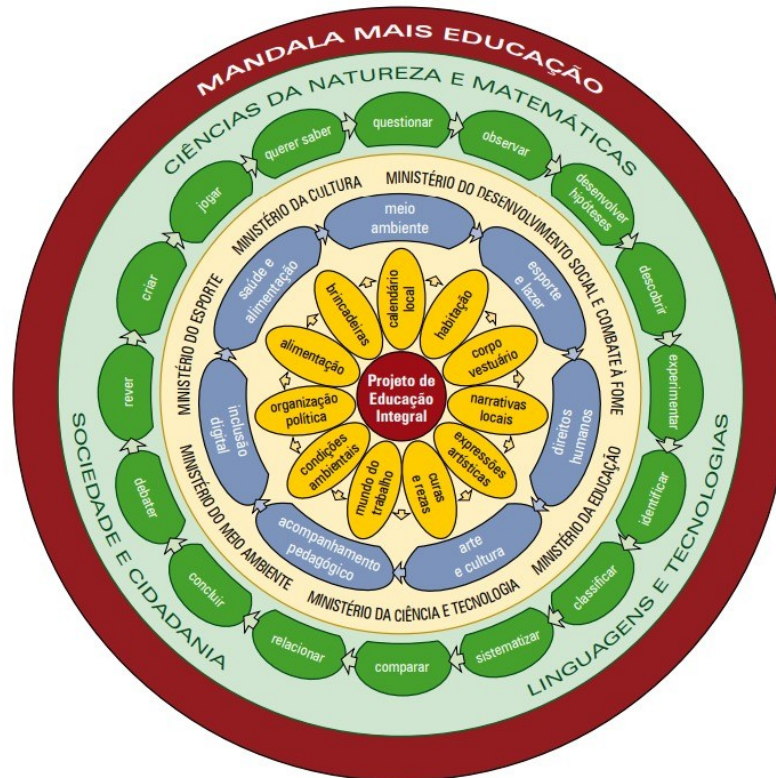 MANDALA MAIS EDUCAÇÃO
CIÊNCIAS DA NATUREZA E MATEMÁTICAS
LINGUAGENS E TECNOLOGIAS
SOCIEDADE E CIDADANIA
questionar
observar
desenvolver
hipóteses
descobrir
experimentar
identificar
classificar
sistematizar
comparar
relacionar
concluir
debater
rever
criar
jogar
querer saber
MINISTÉRIO DA CULTURA
MINISTÉRIO DO DESENVOLVIMENTO SOCIAL E COMBATE À FOME
MINISTÉRIO DA EDUCAÇÃO
MINISTÉRIO DA CIÊNCIA E TECNOLOGIA
MINISTÉRIO DO MEIO AMBIENTE
MINISTÉRIO DO ESPORTE
meio
ambiente
esporte
e lazer
direitos
humanos
arte
e cultura
acompanhamento
pedagógico
inclusão
digital
saúde e
alimentação
calendário
local
habitação
corpo
vestuário
narrativas
locais
expressões
artísticas
curas
e rezas
mundo do
trabalho
condições
ambientais
organização
política
alimentação
brincadeiras
Projeto de
Educação
Integral